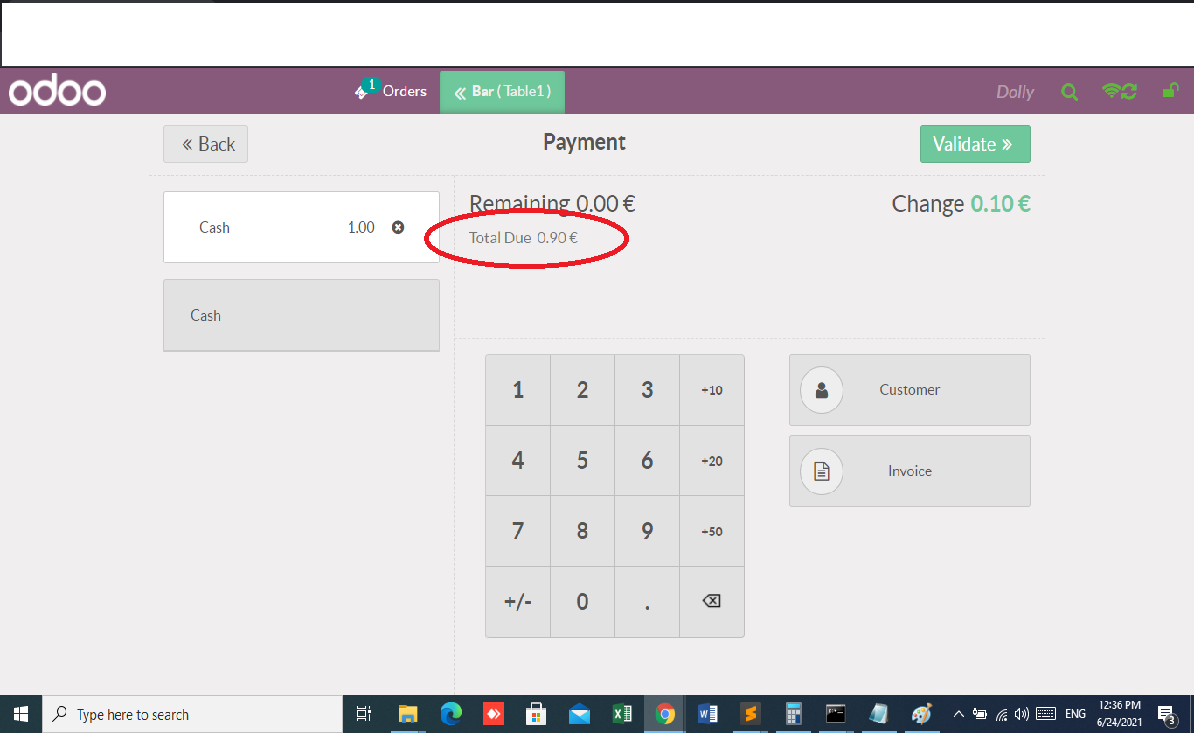 odoo
1 Orders
Bar ( Table1 )
Dolly
Back
Payment
Validate
Cash 1.00
Remaining 0.00 €
Change 0.10 €
Total Due 0.90 €
Cash
1 2 3 +10
4 5 6 +20
7 8 9 +50
+/- 0 .
Customer
Invoice
Type here to search
ENG
12:36 PM
6/24/2021
3